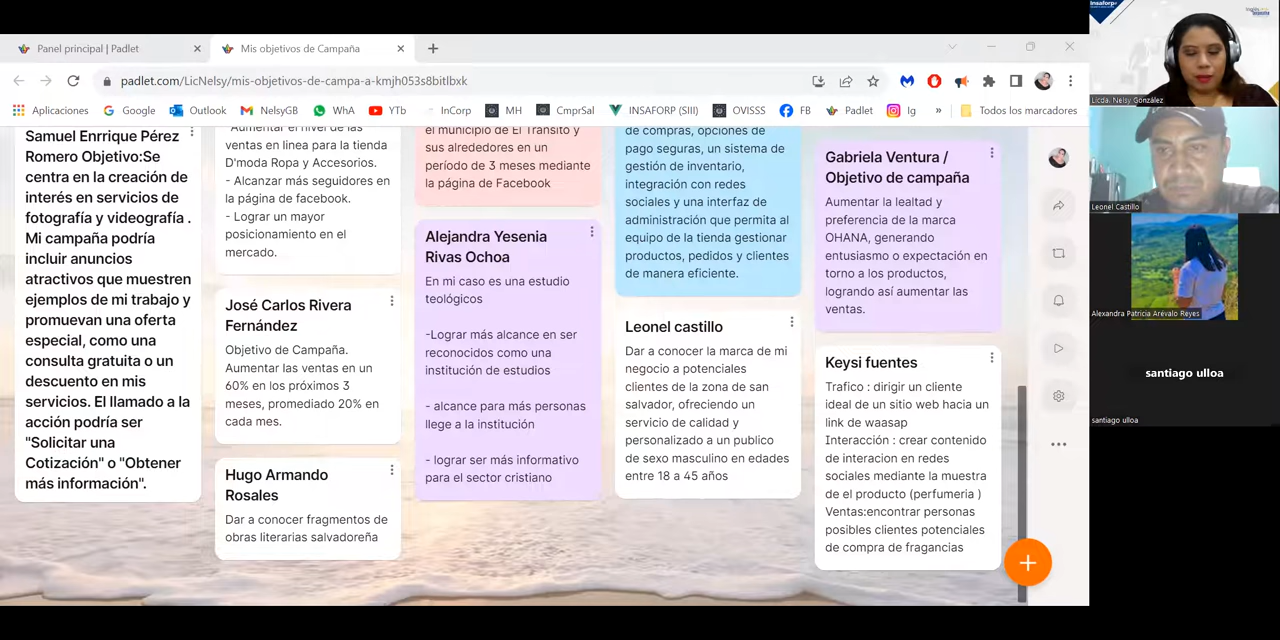 Panel principal | Padlet
Mis objetivos de Campaña
padlet.com/LicNelsy/mis-objetivos-de-campa-a-kmjh053s8bitlbxk
Aplicaciones
Google
Outlook
NelsyGB
WhA
YTb
InCorp
MH
CmprSal
INSAFORP (SIII)
OVISSS
FB
Padlet
Ig
»
Todos los marcadores
Samuel Enrrique Pérez
Romero Objetivo:Se
centra en la creación de
interés en servicios de
fotografía y videografía .
Mi campaña podría
incluir anuncios
atractivos que muestren
ejemplos de mi trabajo y
promuevan una oferta
especial, como una
consulta gratuita o un
descuento en mis
servicios. El llamado a la
acción podría ser
"Solicitar una
Cotización" o "Obtener
más información".
"Aumentar el nivel de las
ventas en linea para la tienda
D'moda Ropa y Accesorios.
- Alcanzar más seguidores en
la página de facebook.
- Lograr un mayor
posicionamiento en el
mercado.
José Carlos Rivera
Fernández
Objetivo de Campaña.
Aumentar las ventas en un
60% en los próximos 3
meses, promediado 20% en
cada mes.
Hugo Armando
Rosales
Dar a conocer fragmentos de
obras literarias salvadoreña
el municipio de El Tránsito y
sus alrededores en un
período de 3 meses mediante
la página de Facebook
Alejandra Yesenia
Rivas Ochoa
En mi caso es una estudio
teológicos
-Lograr más alcance en ser
reconocidos como una
institución de estudios
- alcance para más personas
llege a la institución
- lograr ser más informativo
para el sector cristiano
de compras, opciones de
pago seguras, un sistema de
gestión de inventario,
integración con redes
sociales y una interfaz de
administración que permita al
equipo de la tienda gestionar
productos, pedidos y clientes
de manera eficiente.
Leonel castillo
Dar a conocer la marca de mi
negocio a potenciales
clientes de la zona de san
salvador, ofreciendo un
servicio de calidad y
personalizado a un publico
de sexo masculino en edades
entre 18 a 45 años
Gabriela Ventura /
Objetivo de campaña
Aumentar la lealtad y
preferencia de la marca
OHANA, generando
entusiasmo o expectación en
torno a los productos,
logrando así aumentar las
ventas.
Keysi fuentes
Trafico : dirigir un cliente
ideal de un sitio web hacia un
link de waasap
Interacción : crear contenido
de interacion en redes
sociales mediante la muestra
de el producto (perfumeria )
Ventas:encontrar personas
posibles clientes potenciales
de compra de fragancias
Insaforp
Licda. Nelsy González
Leonel Castillo
Alexandra Patricia Arévalo Reyes
santiago ulloa
santiago ulloa